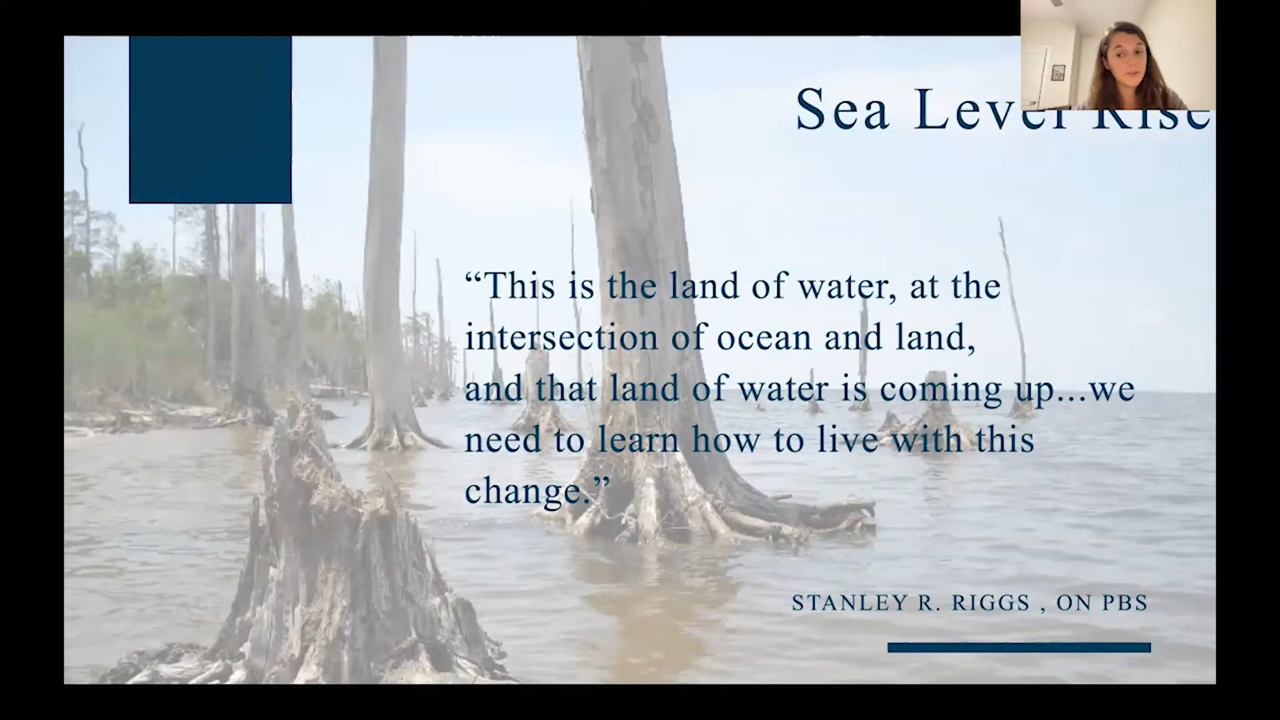 Sea Level Rise
“This is the land of water, at the
intersection of ocean and land,
and that land of water is coming up...we
need to learn how to live with this
change.”
STANLEY R. RIGGS , ON PBS